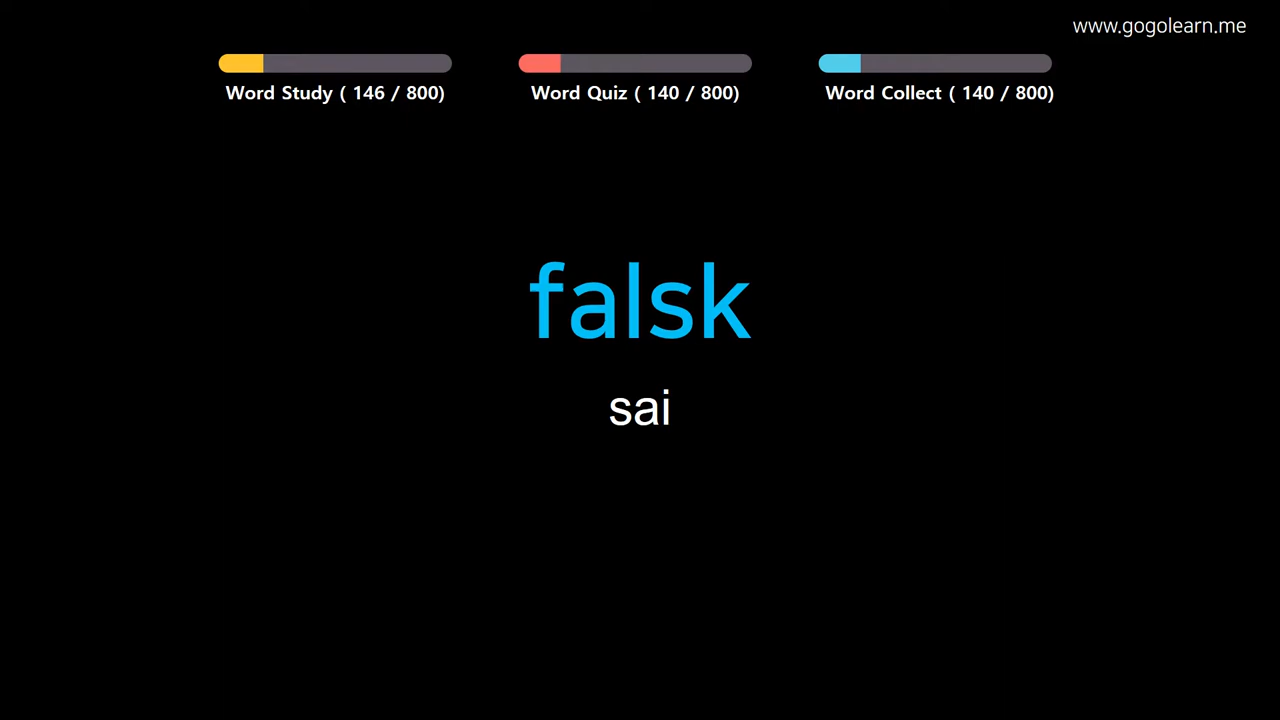 www.gogolearn.me
Word Study ( 146 / 800)
Word Quiz ( 140 / 800)
Word Collect ( 140 / 800)
falsk
sai